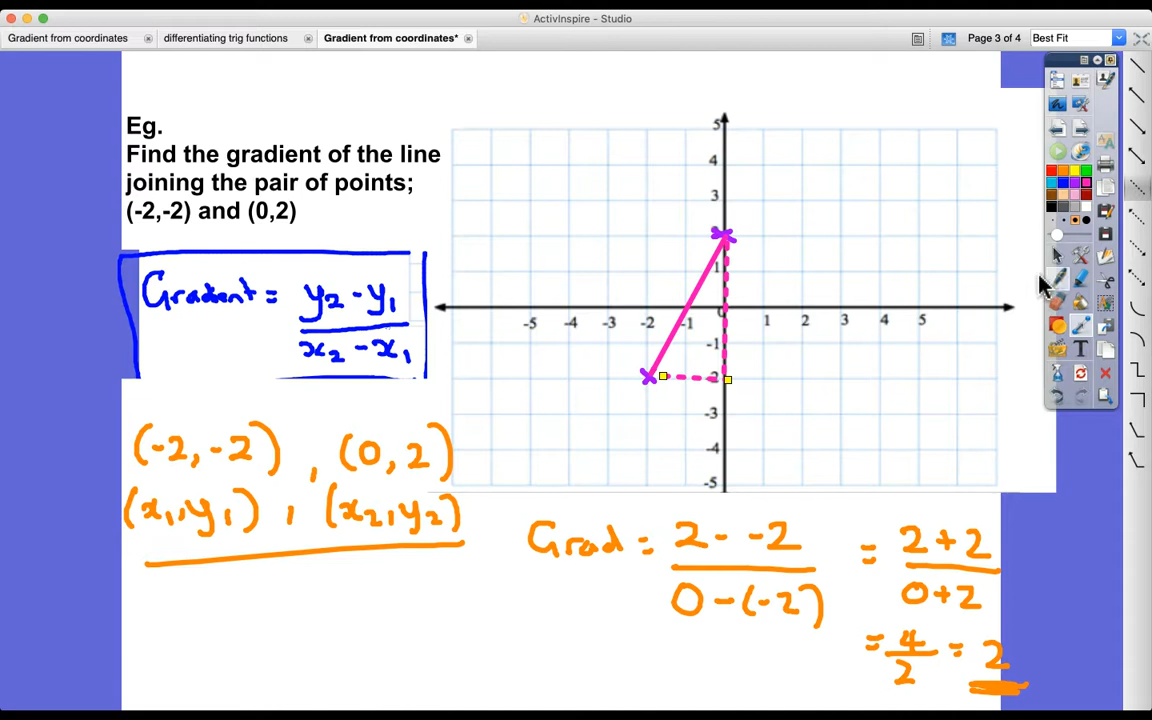 ActivInspire - Studio
Gradient from coordinates
differentiating trig functions
Gradient from coordinates*
Page 3 of 4
Best Fit
Eg.
Find the gradient of the line
joining the pair of points;
(-2,-2) and (0,2)
Gradient = y₂ - y₁
x₂ - x₁
5
4
3
1
-5 -4 -3 -2 -1 0 1 2 3 4 5
-1
-2
-3
-4
-5
(-2,-2) , (0, 2)
(x₁,y₁) , (x₂,y₂)
Grad = 2 - -2 = 2+2
0-(-2) 0+2
= 4 = 2
2
T